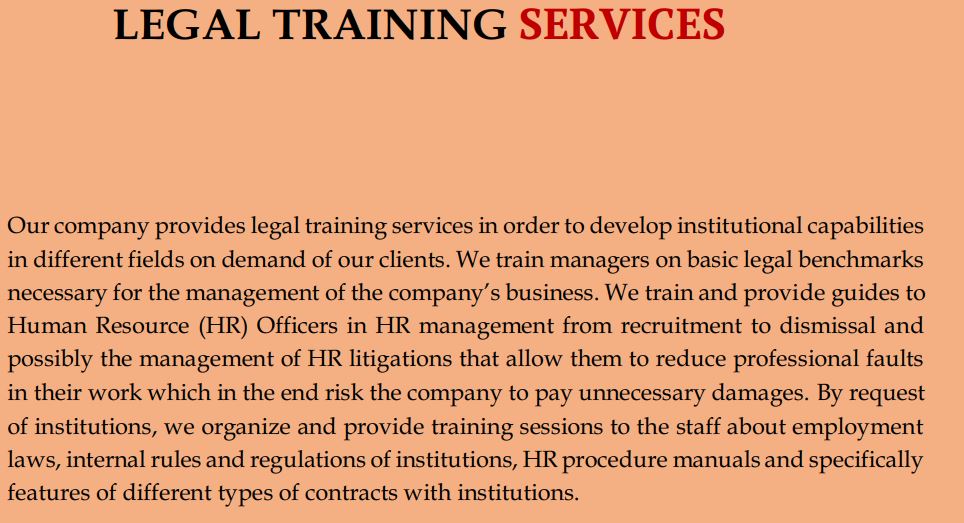 LEGAL TRAINING SERVICES
Our company provides legal training services in order to develop institutional capabilities
in different fields on demand of our clients. We train managers on basic legal benchmarks
necessary for the management of the company’s business. We train and provide guides to
Human Resource (HR) Officers in HR management from recruitment to dismissal and
possibly the management of HR litigations that allow them to reduce professional faults
in their work which in the end risk the company to pay unnecessary damages. By request
of institutions, we organize and provide training sessions to the staff about employment
laws, internal rules and regulations of institutions, HR procedure manuals and specifically
features of different types of contracts with institutions.